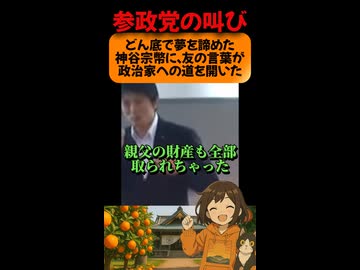 参政党の叫び
どん底で夢を諦めた
神谷宗幣に、友の言葉が
政治家への道を開いた
親父の財産も全部
取られちゃった